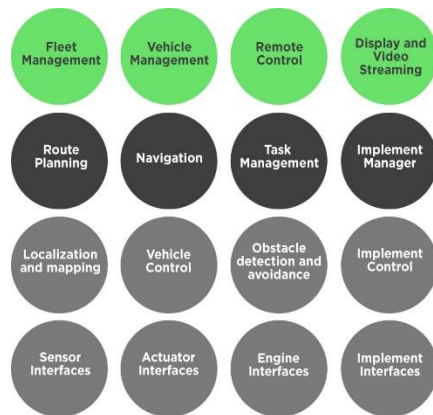 Fleet
Management
Vehicle
Management
Remote
Control
Display and
Video
Streaming
Route
Planning
Navigation
Task
Management
Implement
Manager
Localization
and mapping
Vehicle
Control
Obstacle
detection and
avoidance
Implement
Control
Sensor
Interfaces
Actuator
Interfaces
Engine
Interfaces
Implement
Interfaces